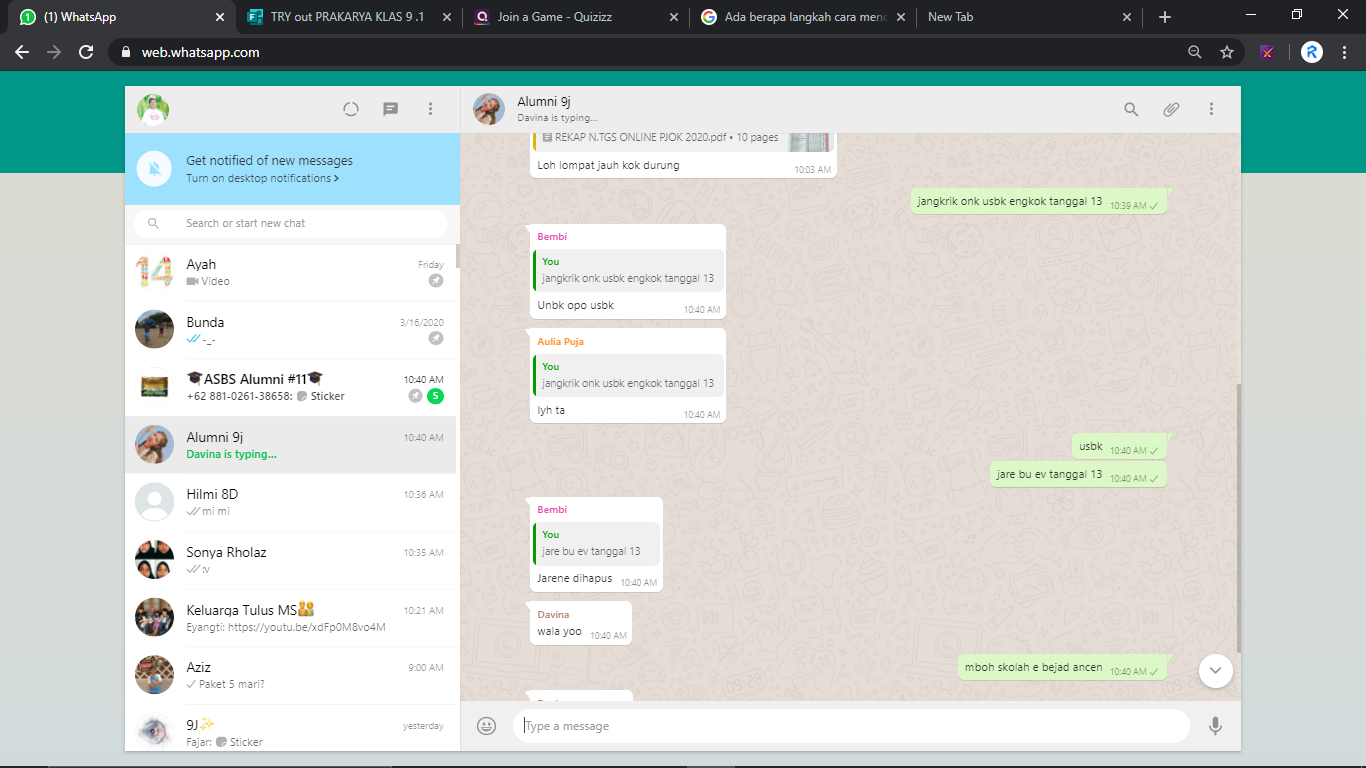 (1) WhatsApp
TRY out PRAKARYA KLAS 9 .1
Join a Game - Quizizz
Ada berapa langkah cara menc
New Tab
web.whatsapp.com
Get notified of new messages
Turn on desktop notifications >
Search or start new chat
Ayah
Friday
Video
Bunda
3/16/2020
-_-
🎓ASBS Alumni #11🎓
10:40 AM
+62 881-0261-38658: Sticker
5
Alumni 9j
10:40 AM
Davina is typing...
Hilmi 8D
10:36 AM
mi mi
Sonya Rholaz
10:35 AM
:v
Keluarga Tulus MS👨‍👩‍👧‍👦
10:21 AM
Eyangti: https://youtu.be/xdFp0M8vo4M
Aziz
9:00 AM
Paket 5 mari?
9J✨
yesterday
Fajar: Sticker
Alumni 9j
Davina is typing...
REKAP N.TGS ONLINE PJOK 2020.pdf • 10 pages
Loh lompat jauh kok durung
10:03 AM
jangkrik onk usbk engkok tanggal 13
10:39 AM
Bembi
You
jangkrik onk usbk engkok tanggal 13
Unbk opo usbk
10:40 AM
Aulia Puja
You
jangkrik onk usbk engkok tanggal 13
Iyh ta
10:40 AM
usbk
10:40 AM
jare bu ev tanggal 13
10:40 AM
Bembi
You
jare bu ev tanggal 13
Jarene dihapus
10:40 AM
Davina
wala yoo
10:40 AM
mboh skolah e bejad ancen
10:40 AM
Type a message